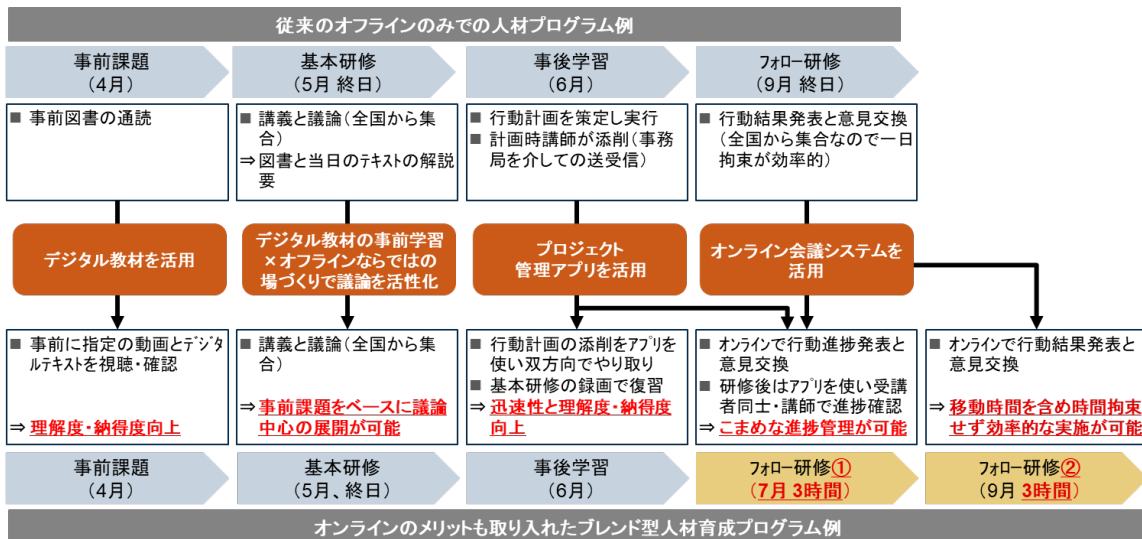 従来のオフラインのみでの人材プログラム例
事前課題
(4月)
基本研修
(5月 終日)
事後学習
(6月)
フォロー研修
(9月 終日)
■ 事前図書の通読
■ 講義と議論(全国から集
合)
⇒ 図書と当日のテキストの解説
要
■ 行動計画を策定し実行
■ 計画時講師が添削(事務
局を介しての送受信)
■ 行動結果発表と意見交換
(全国から集合なので一日
拘束が効率的)
デジタル教材を活用
デジタル教材の事前学習
×オフラインならではの
場づくりで議論を活性化
プロジェクト
管理アプリを活用
オンライン会議システムを
活用
■ 事前に指定の動画とデジタ
ルテキストを視聴・確認
⇒ 理解度・納得度向上
■ 講義と議論(全国から集
合)
⇒ 事前課題をベースに議論
中心の展開が可能
■ 行動計画の添削をアプリを
使い双方向でやり取り
■ 基本研修の録画で復習
⇒ 迅速性と理解度・納得度
向上
■ オンラインで行動進捗発表と
意見交換
■ 研修後はアプリを使い受講
者同士・講師で進捗確認
⇒ こまめな進捗管理が可能
■ オンラインで行動結果発表と
意見交換
⇒ 移動時間を含め時間拘束
せず効率的な実施が可能
事前課題
(4月)
基本研修
(5月、終日)
事後学習
(6月)
フォロー研修①
(7月 3時間)
フォロー研修②
(9月 3時間)
オンラインのメリットも取り入れたブレンド型人材育成プログラム例